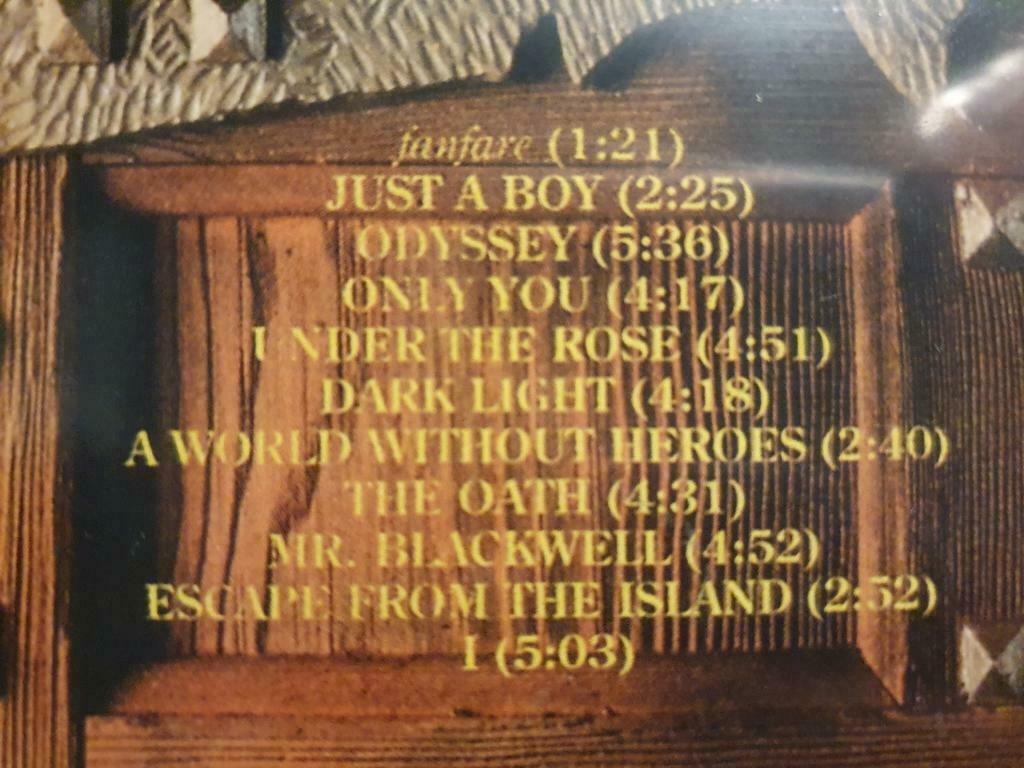 fanfare (1:21)
JUST A BOY (2:25)
ODYSSEY (5:36)
ONLY YOU (4:17)
UNDER THE ROSE (4:51)
DARK LIGHT (4:18)
A WORLD WITHOUT HEROES (2:40)
THE OATH (4:31)
MR. BLACKWELL (4:52)
ESCAPE FROM THE ISLAND (2:52)
I (5:03)